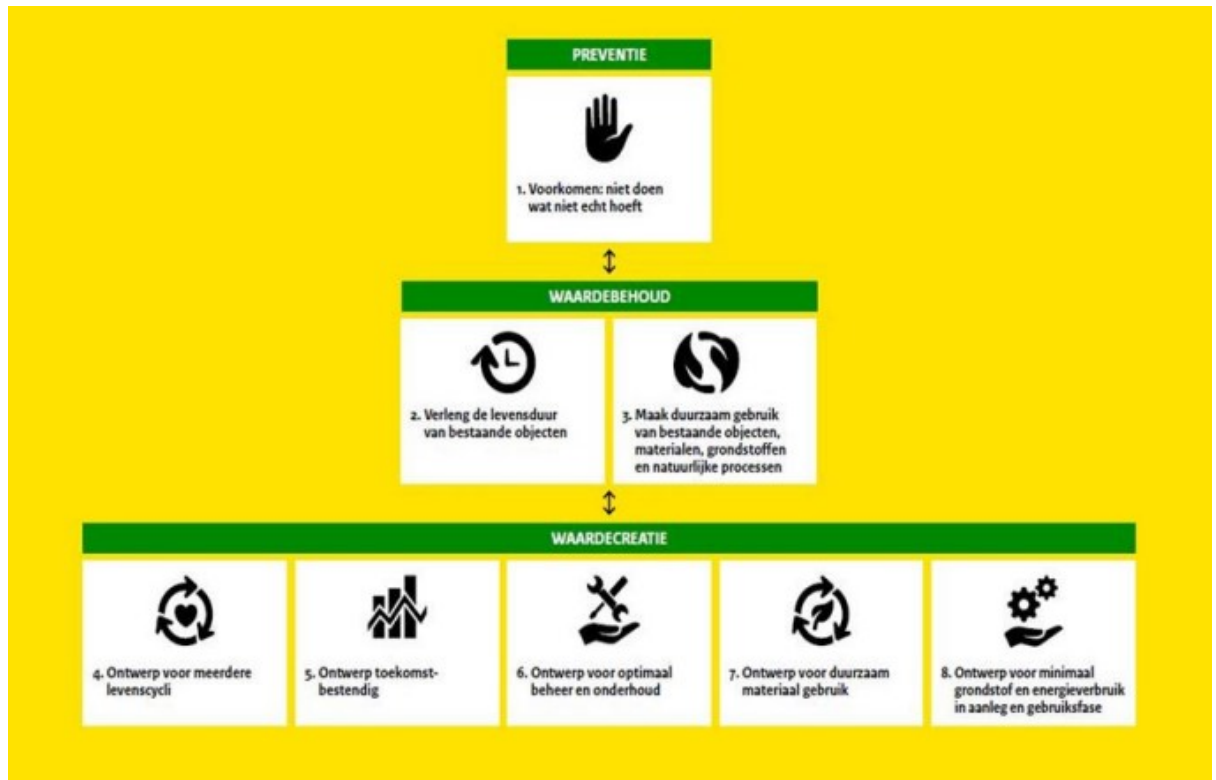 PREVENTIE
1. Voorkomen: niet doen
wat niet echt hoeft
WAARDEBEHOUD
2. Verleng de levensduur
van bestaande objecten
3. Maak duurzaam gebruik
van bestaande objecten,
materialen, grondstoffen
en natuurlijke processen
WAARDECREATIE
4. Ontwerp voor meerdere
levenscycli
5. Ontwerp toekomst-
bestendig
6. Ontwerp voor optimaal
beheer en onderhoud
7. Ontwerp voor duurzaam
materiaal gebruik
8. Ontwerp voor minimaal
grondstof en energieverbruik
in aanleg en gebruiksfase